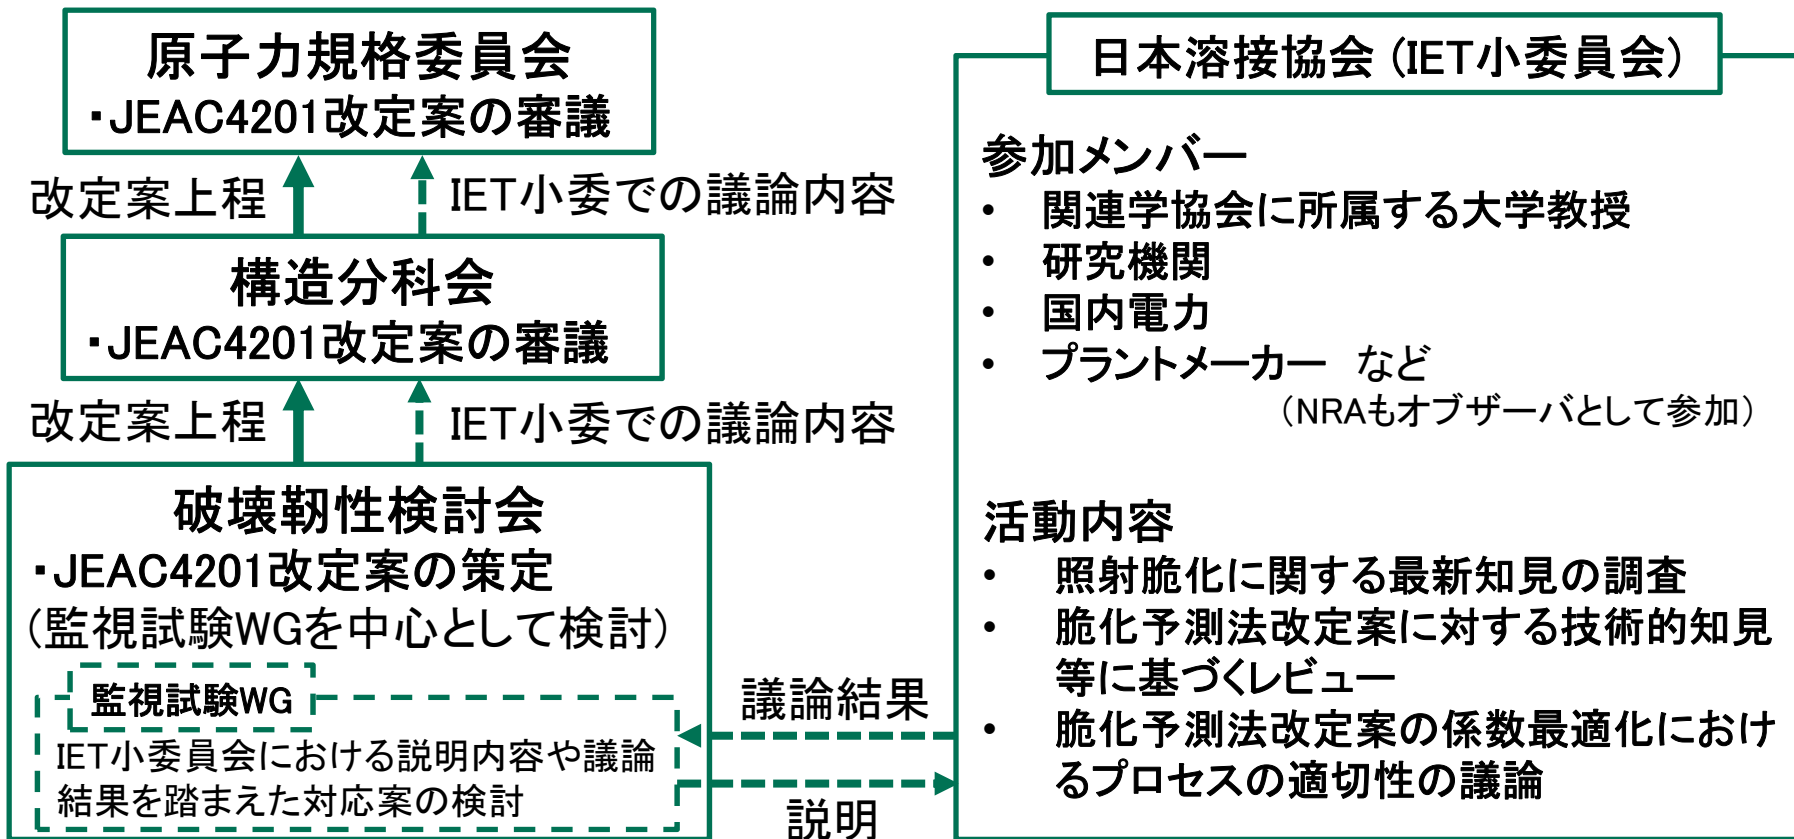 原子力規格委員会
・JEAC4201改定案の審議
改定案上程
IET小委での議論内容
構造分科会
・JEAC4201改定案の審議
改定案上程
IET小委での議論内容
破壊靭性検討会
・JEAC4201改定案の策定
(監視試験WGを中心として検討)
監視試験WG
IET小委員会における説明内容や議論
結果を踏まえた対応案の検討
議論結果
説明
日本溶接協会(IET小委員会)
参加メンバー
• 関連学協会に所属する大学教授
• 研究機関
• 国内電力
• プラントメーカー など
(NRAもオブザーバとして参加)
活動内容
• 照射脆化に関する最新知見の調査
• 脆化予測法改定案に対する技術的知見
等に基づくレビュー
• 脆化予測法改定案の係数最適化におけ
るプロセスの適切性の議論